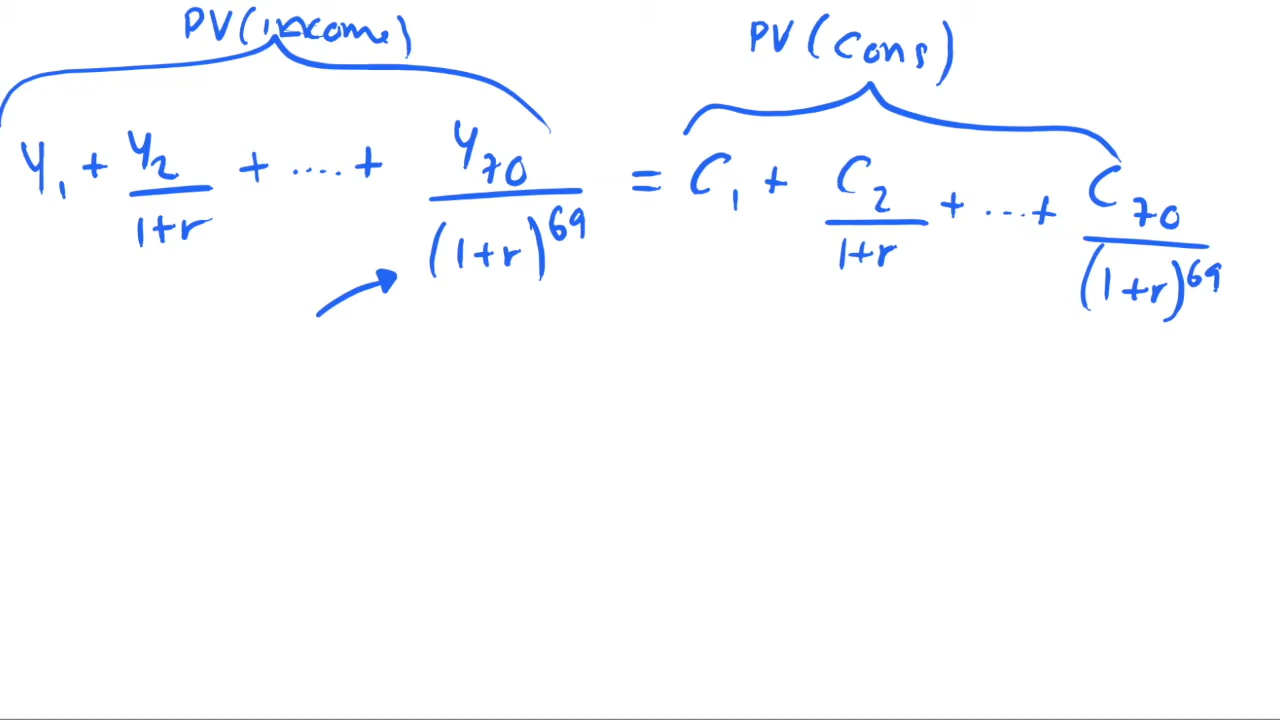 PV(income) PV(Cons)
Y₁ + Y₂/(1+r) + .... + Y₇₀/(1+r)⁶⁹ = C₁ + C₂/(1+r) + ...+ C₇₀/(1+r)⁶⁹